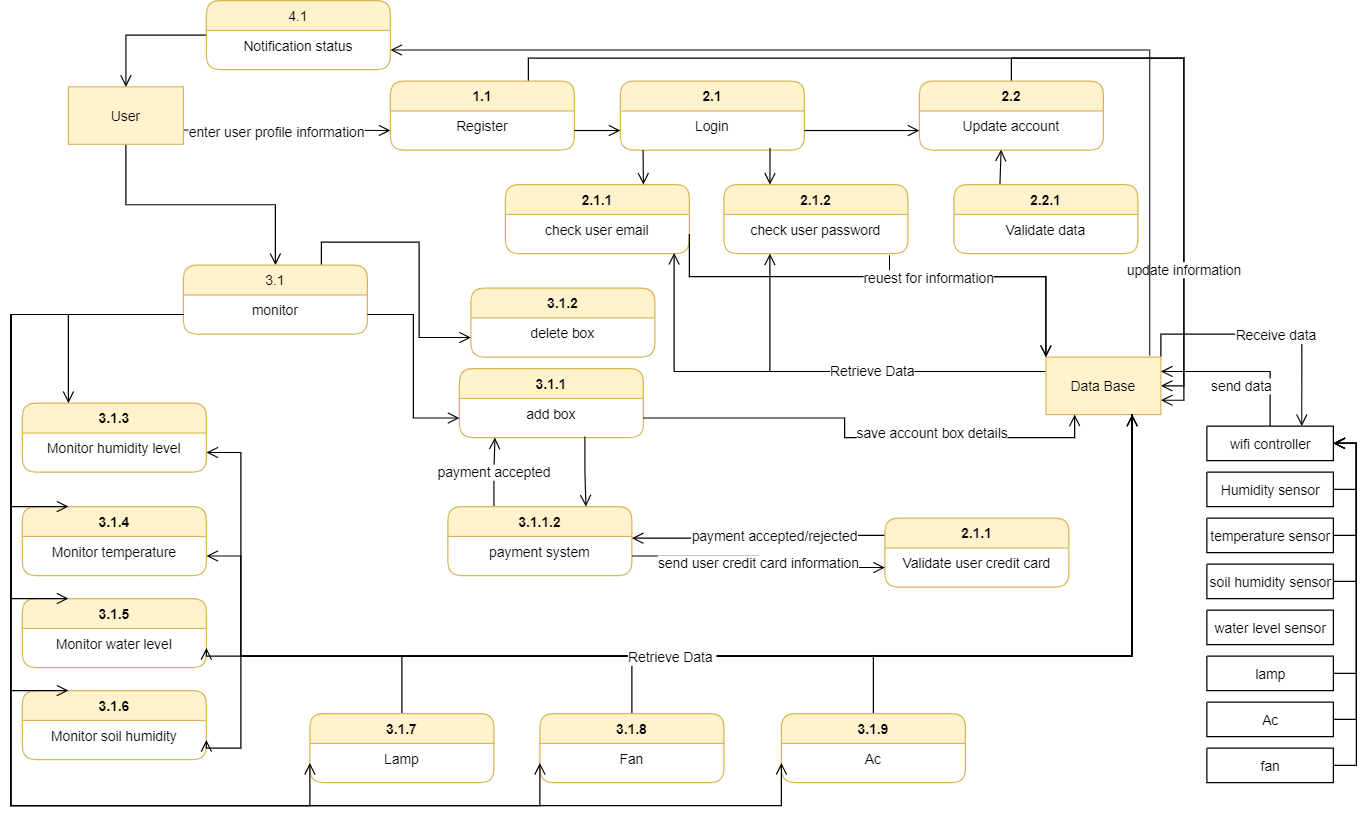 4.1
Notification status
User
enter user profile information
1.1
Register
2.1
Login
2.2
Update account
2.1.1
check user email
2.1.2
check user password
2.2.1
Validate data
update information
reuest for information
3.1
monitor
3.1.2
delete box
Receive data
Retrieve Data
Data Base
send data
3.1.1
add box
save account box details
3.1.3
Monitor humidity level
payment accepted
wifi controller
Humidity sensor
temperature sensor
soil humidity sensor
water level sensor
lamp
Ac
fan
3.1.4
Monitor temperature
3.1.1.2
payment system
payment accepted/rejected
send user credit card information
2.1.1
Validate user credit card
3.1.5
Monitor water level
Retrieve Data
3.1.6
Monitor soil humidity
3.1.7
Lamp
3.1.8
Fan
3.1.9
Ac